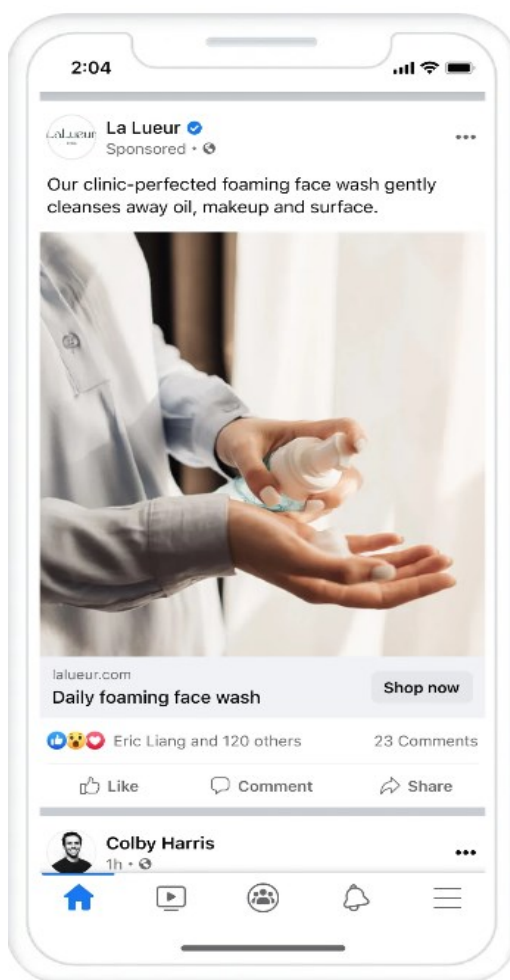 2:04
LaLueur
La Lueur
Sponsored •
Our clinic-perfected foaming face wash gently
cleanses away oil, makeup and surface.
lalueur.com
Daily foaming face wash
Shop now
Eric Liang and 120 others
23 Comments
Like
Comment
Share
Colby Harris
1h •